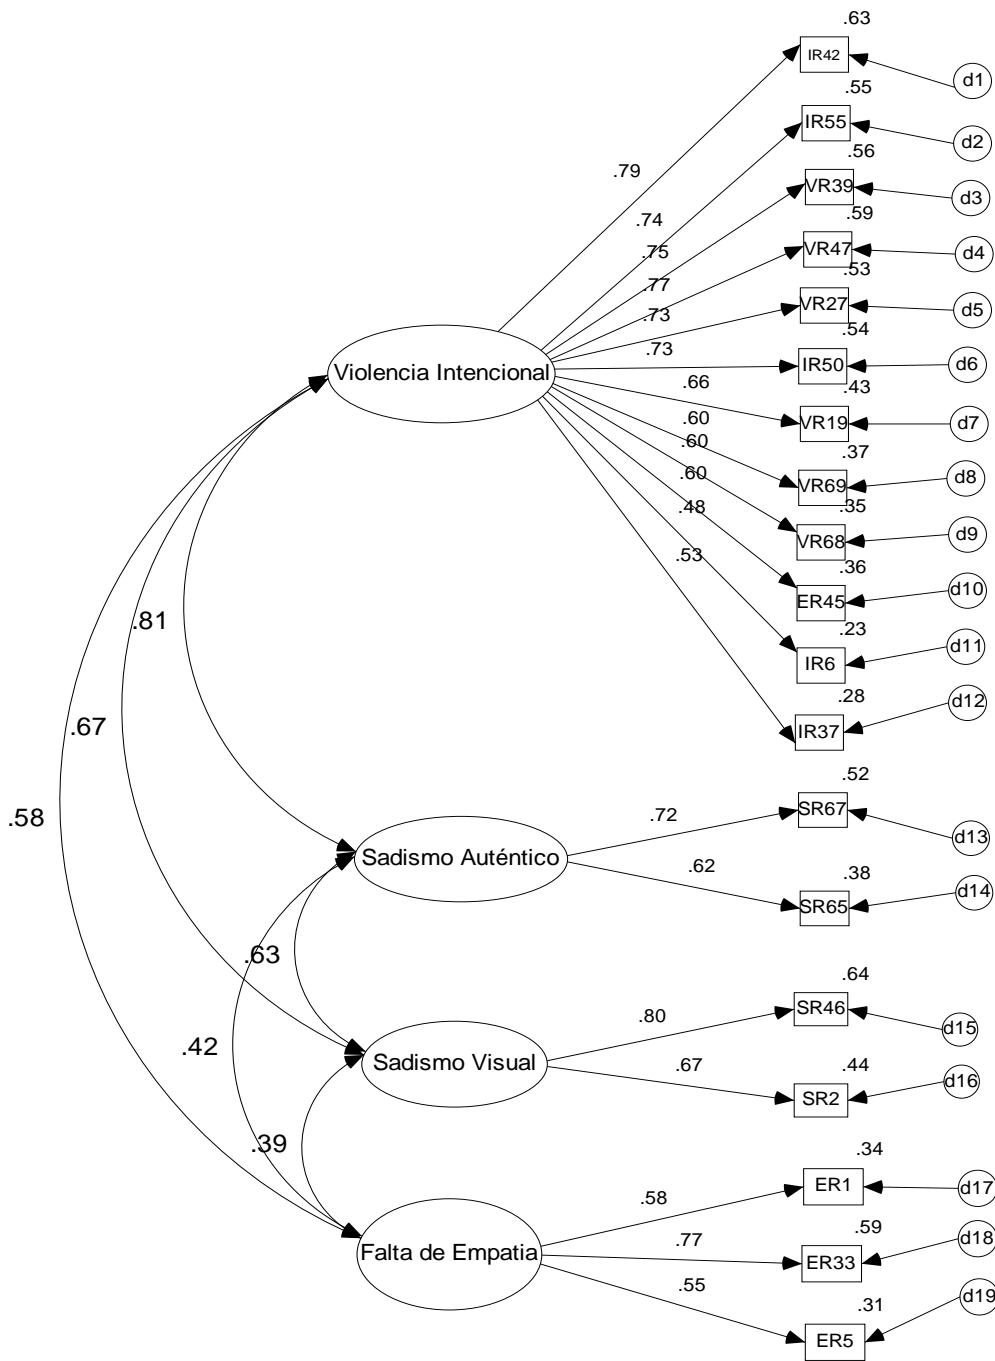 .63
IR42
d1
.55
IR55
d2
.56
.79
VR39
d3
.59
.74
VR47
d4
.75
.53
.77
VR27
d5
.73
.54
.73
Violencia Intencional
IR50
d6
.66
.43
.60
VR19
d7
.60
.37
.60
VR69
d8
.48
.35
.53
VR68
d9
.36
ER45
d10
.81
.23
IR6
d11
.28
.67
IR37
d12
.52
.58
.72
SR67
d13
Sadismo Auténtico
.62
.38
SR65
d14
.63
.64
.80
SR46
d15
.42
Sadismo Visual
.67
.44
SR2
d16
.39
.34
.58
ER1
d17
.77
.59
Falta de Empatia
ER33
d18
.55
.31
ER5
d19